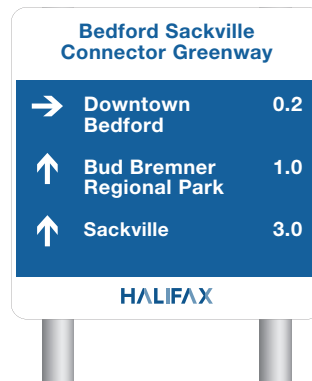 Bedford Sackville
Connector Greenway
→ Downtown 0.2
Bedford
↑ Bud Bremner 1.0
Regional Park
↑ Sackville 3.0
HALIFAX